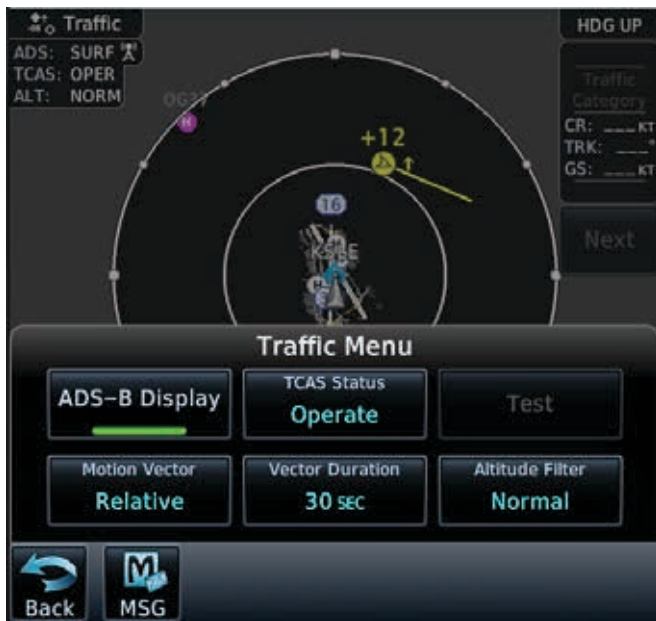 Traffic
HDG UP
ADS: SURF
TCAS: OPER
ALT: NORM
Traffic
Category
CR: ___KT
TRK: ___°
GS: ___KT
+12
16
H
H
Next
Traffic Menu
ADS-B Display
TCAS Status
Operate
Test
Motion Vector
Relative
Vector Duration
30 SEC
Altitude Filter
Normal
Back
MSG